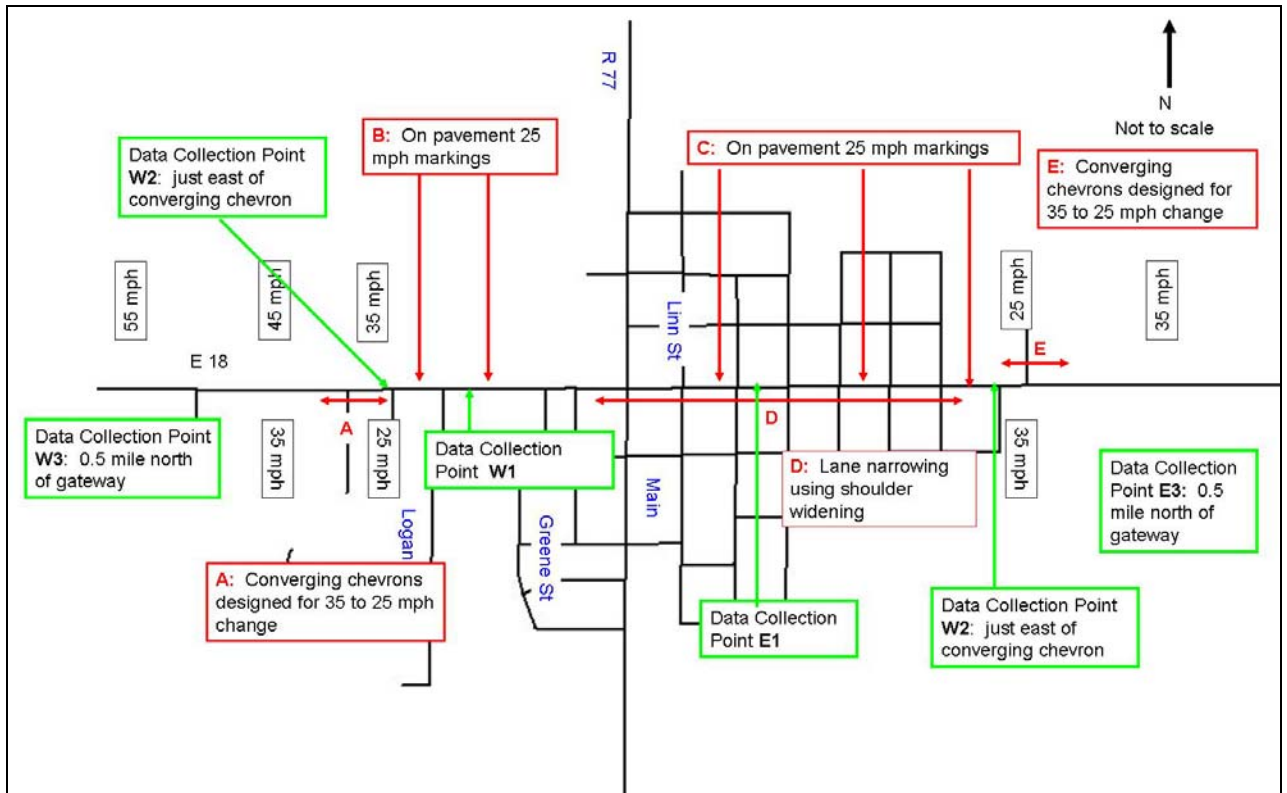 R 77
N
Not to scale
B: On pavement 25
mph markings
C: On pavement 25 mph markings
Data Collection Point
W2: just east of
converging chevron
E: Converging
chevrons designed for
35 to 25 mph change
55 mph
45 mph
35 mph
25 mph
35 mph
Linn St
E 18
E
A
D
Data Collection Point
W3: 0.5 mile north
of gateway
35 mph
25 mph
Data Collection
Point W1
D: Lane narrowing
using shoulder
widening
35 mph
Data Collection
Point E3: 0.5
mile north of
gateway
Logan
Greene St
Main
A: Converging chevrons
designed for 35 to 25 mph
change
Data Collection
Point E1
Data Collection Point
W2: just east of
converging chevron